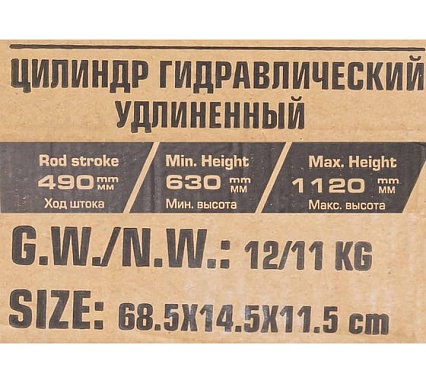 ЦИЛИНДР ГИДРАВЛИЧЕСКИЙ
УДЛИНЕННЫЙ
Rod stroke Min. Height Max. Height
490 mm мм 630 mm мм 1120 mm мм
Ход штока Мин. высота Макс. высота
G.W./N.W.: 12/11 KG
SIZE: 68.5X14.5X11.5 cm